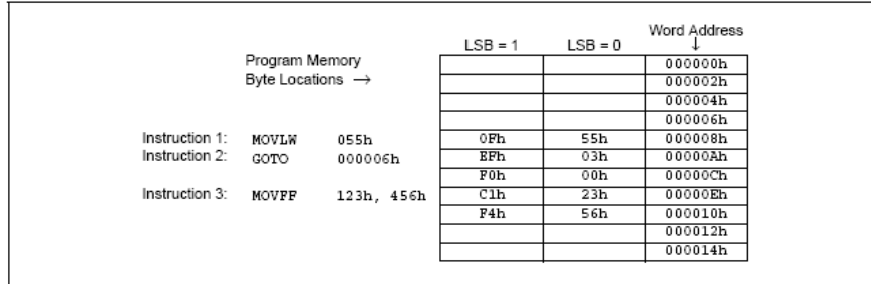 Word Address
LSB = 1 LSB = 0 ↓
Program Memory 000000h
Byte Locations → 000002h
000004h
000006h
Instruction 1: MOVLW 055h 0Fh 55h 000008h
Instruction 2: GOTO 000006h EFh 03h 00000Ah
F0h 00h 00000Ch
Instruction 3: MOVFF 123h, 456h C1h 23h 00000Eh
F4h 56h 000010h
000012h
000014h